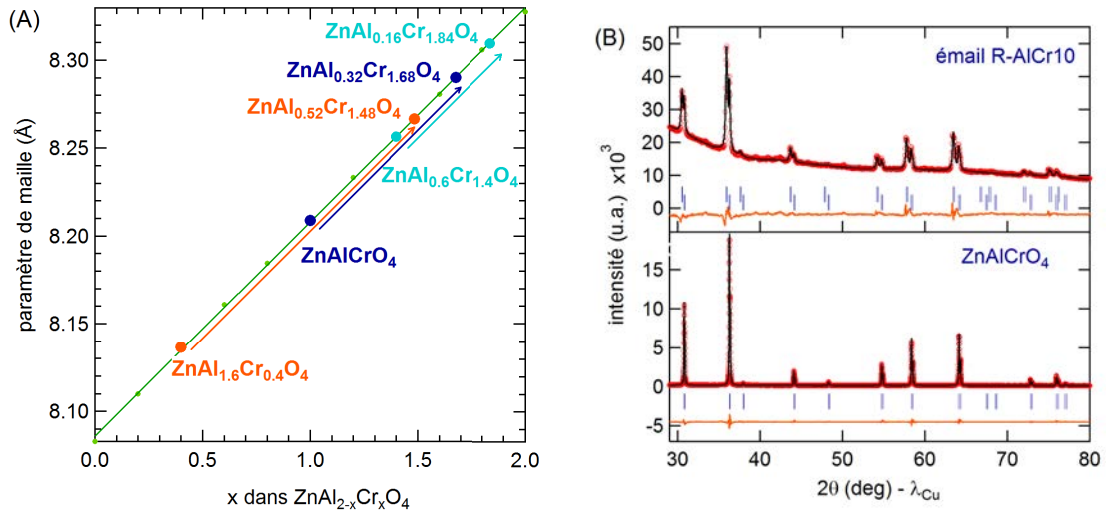 (A)
8.30
8.25
8.20
8.15
8.10
paramètre de maille (Å)
ZnAl0.16Cr1.84O4
ZnAl0.32Cr1.68O4
ZnAl0.52Cr1.48O4
ZnAl0.6Cr1.4O4
ZnAlCrO4
ZnAl1.6Cr0.4O4
0.0 0.5 1.0 1.5 2.0
x dans ZnAl2-xCrxO4
(B)
50
40
30
20
10
0
émail R-AlCr10
intensité (u.a.) x10³
15
10
5
0
-5
ZnAlCrO4
30 40 50 60 70 80
2θ (deg) - λCu